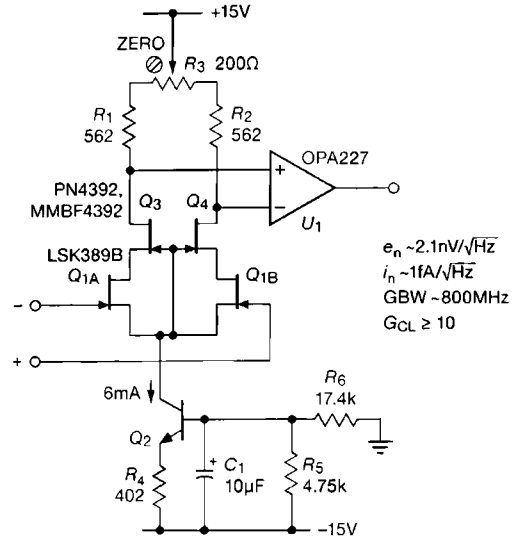 +15V
ZERO
R3 200Ω
R1
562
R2
562
OPA227
+
−
U1
PN4392,
MMBF4392
Q3
Q4
LSK389B
Q1A
Q1B
en ~2.1nV/√Hz
in ~1fA/√Hz
GBW ~800MHz
GCL ≥ 10
−
+
6mA
Q2
R6
17.4k
R4
402
+
C1
10μF
R5
4.75k
−15V